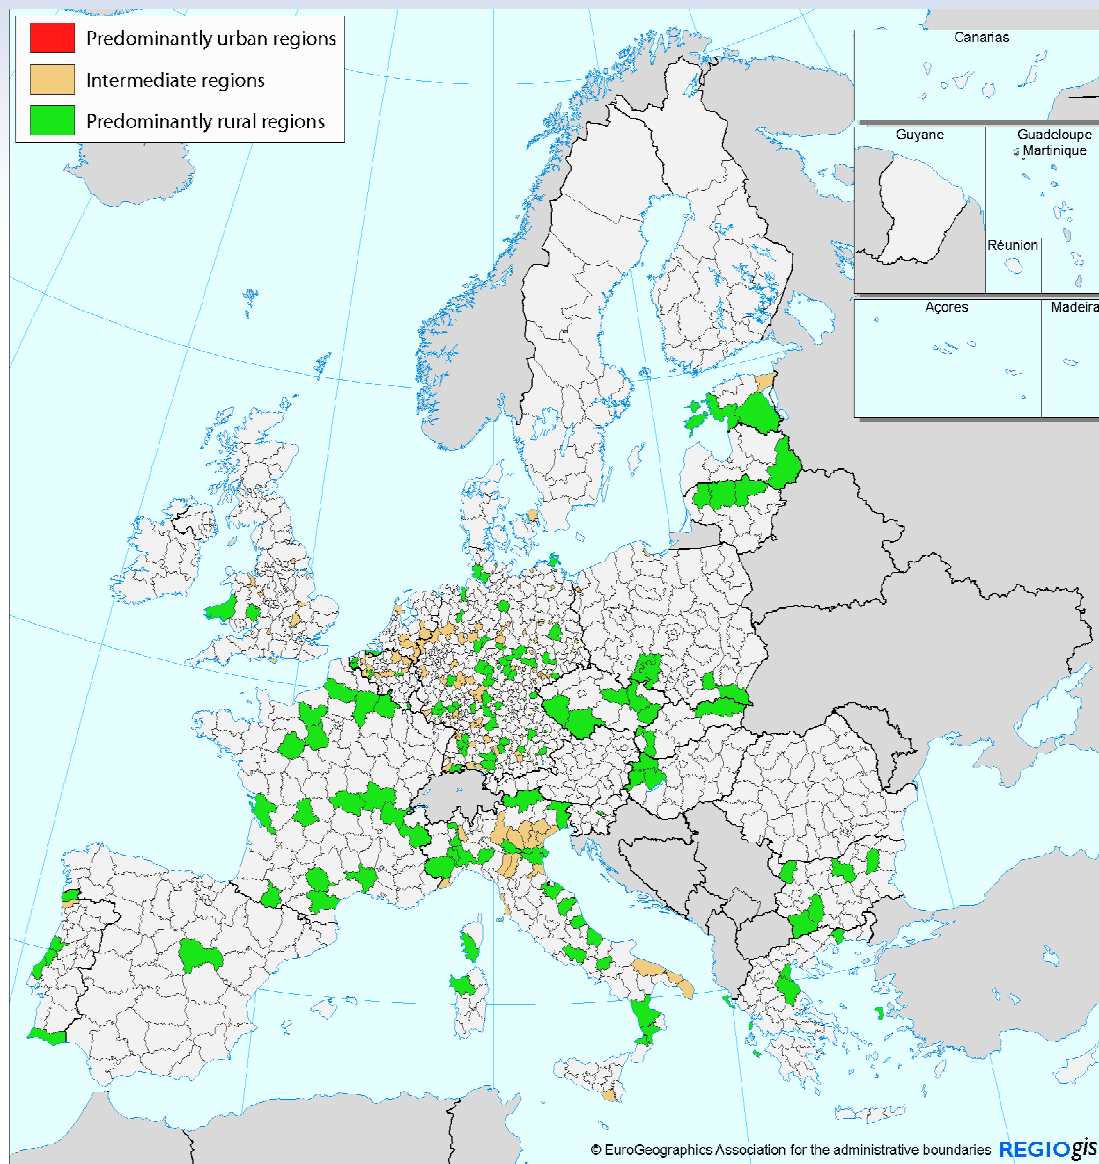 Predominantly urban regions
Intermediate regions
Predominantly rural regions
Canarias
Guyane
Guadeloupe
Martinique
Réunion
Açores
Madeira
© EuroGeographics Association for the administrative boundaries REGIOgis